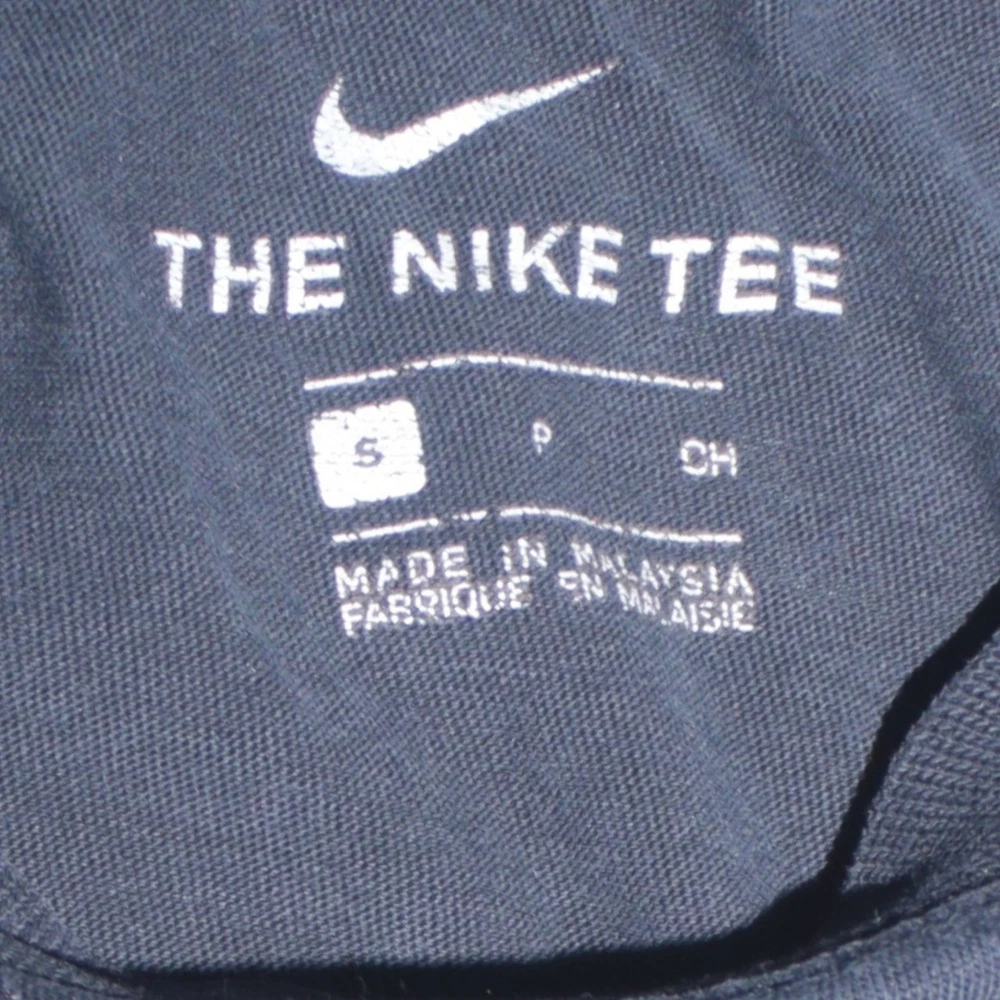 THE NIKE TEE
S P CH
MADE IN MALAYSIA
FABRIQUE EN MALAISIE